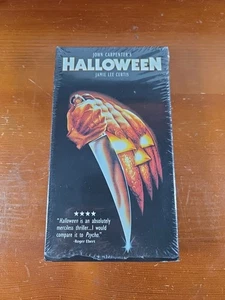 JOHN CARPENTER'S
HALLOWEEN
JAMIE LEE CURTIS
★★★★
"Halloween is an absolutely
merciless thriller...I would
compare it to Psycho."
-Roger Ebert